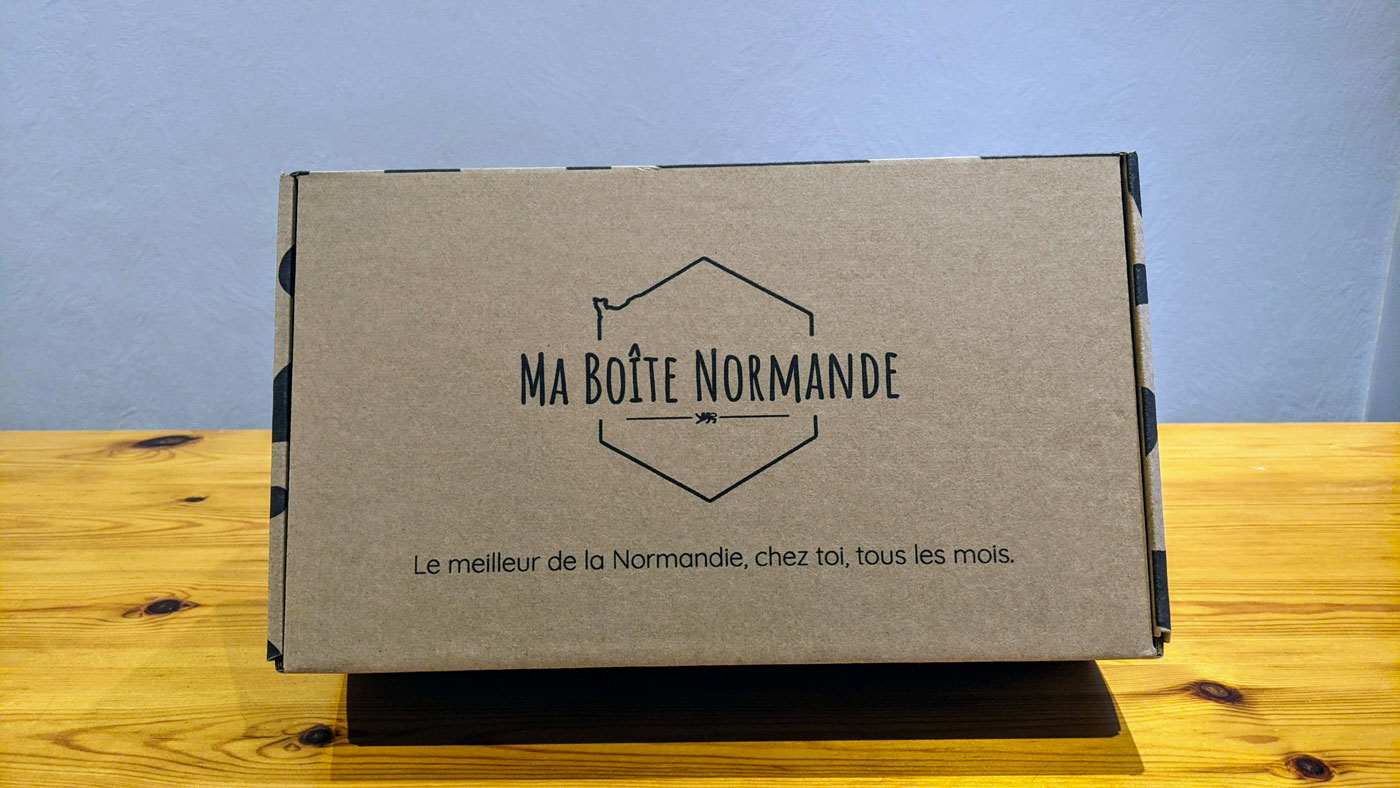 Ma Boîte Normande
Le meilleur de la Normandie, chez toi, tous les mois.